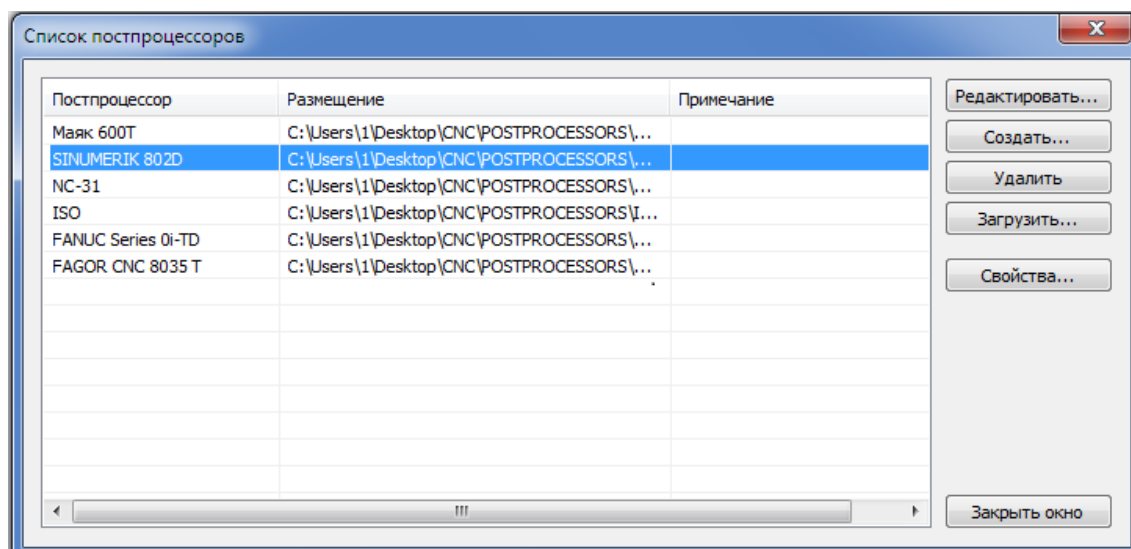 Список постпроцессоров
Постпроцессор Размещение Примечание
Маяк 600Т C:\Users\1\Desktop\CNC\POSTPROCESSORS\...
SINUMERIK 802D C:\Users\1\Desktop\CNC\POSTPROCESSORS\...
NC-31 C:\Users\1\Desktop\CNC\POSTPROCESSORS\...
ISO C:\Users\1\Desktop\CNC\POSTPROCESSORS\I...
FANUC Series 0i-TD C:\Users\1\Desktop\CNC\POSTPROCESSORS\...
FAGOR CNC 8035 T C:\Users\1\Desktop\CNC\POSTPROCESSORS\...
Редактировать...
Создать...
Удалить
Загрузить...
Свойства...
Закрыть окно